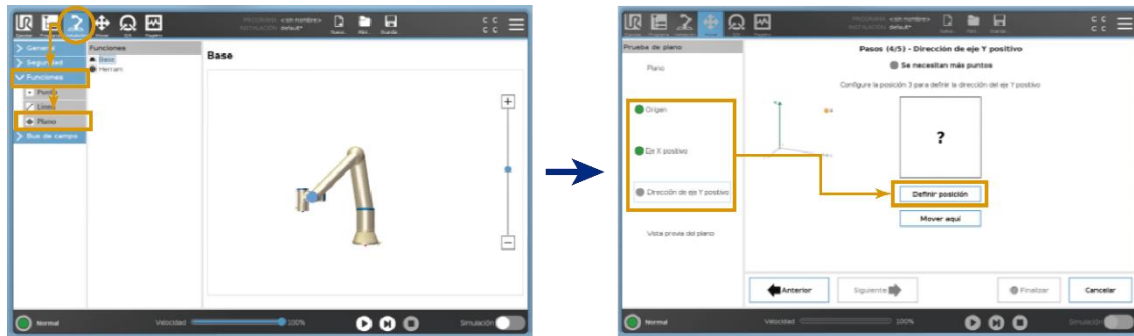 PROGRAMA <sin nombre>
INSTALACIÓN default*
Nuevo... Abrir... Guardar...
C C
C C
> General
> Seguridad
Funciones
Punto
Línea
Plano
> Bus de campo
Funciones
Base
Herram
Base
Normal
Velocidad
100%
Simulación
PROGRAMA <sin nombre>
INSTALACIÓN default*
Nuevo... Abrir... Guardar...
C C
C C
Prueba de plano
Plano
Origen
Eje X positivo
Dirección de eje Y positivo
Vista previa del plano
Pasos (4/5) - Dirección de eje Y positivo
Se necesitan más puntos
Configure la posición 3 para definir la dirección del eje Y positivo
?
Definir posición
Mover aquí
Anterior
Siguiente
Finalizar
Cancelar
Normal
Velocidad
100%
Simulación